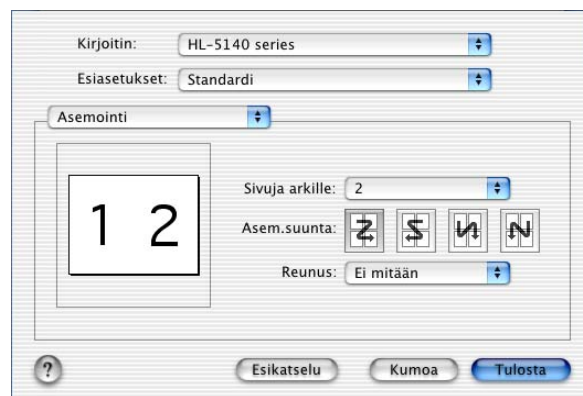 Kirjoitin: HL-5140 series
Esiasetukset: Standardi
Asemointi
1 2
Sivuja arkille: 2
Asem.suunta:
Reunus: Ei mitään
? Esikatselu Kumoa Tulosta